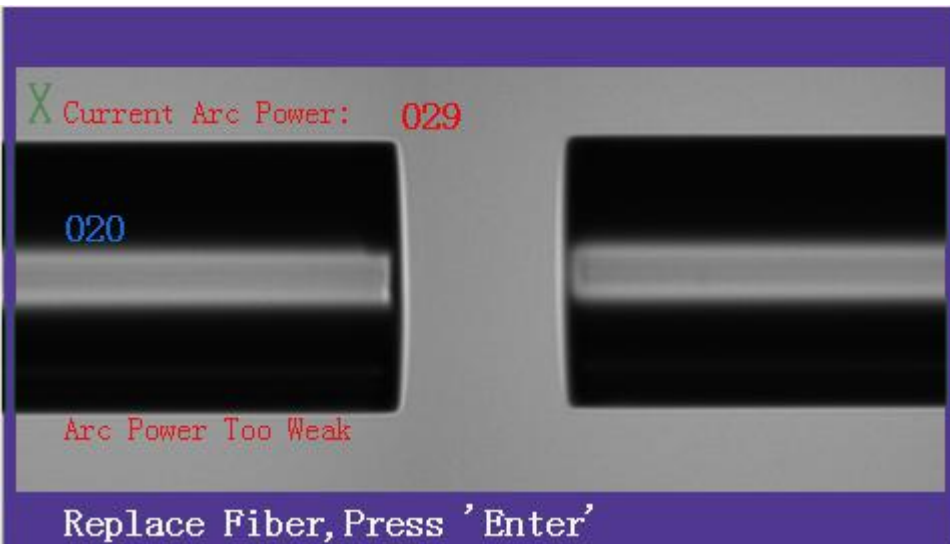 X Current Arc Power: 029
020
Arc Power Too Weak
Replace Fiber,Press 'Enter'